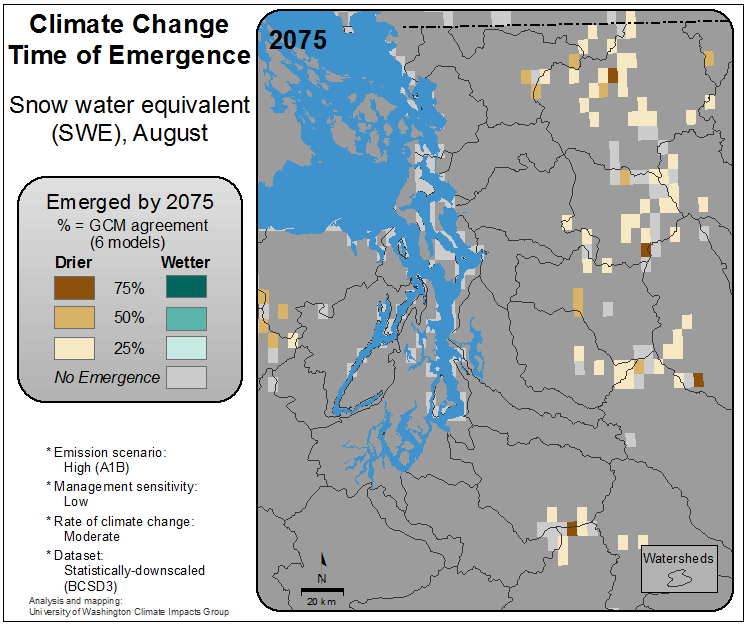 Climate Change
Time of Emergence
Snow water equivalent
(SWE), August
Emerged by 2075
% = GCM agreement
(6 models)
Drier Wetter
75%
50%
25%
No Emergence
* Emission scenario:
High (A1B)
* Management sensitivity:
Low
* Rate of climate change:
Moderate
* Dataset:
Statistically-downscaled
(BCSD3)
Analysis and mapping:
University of Washington Climate Impacts Group
2075
N
20 km
Watersheds